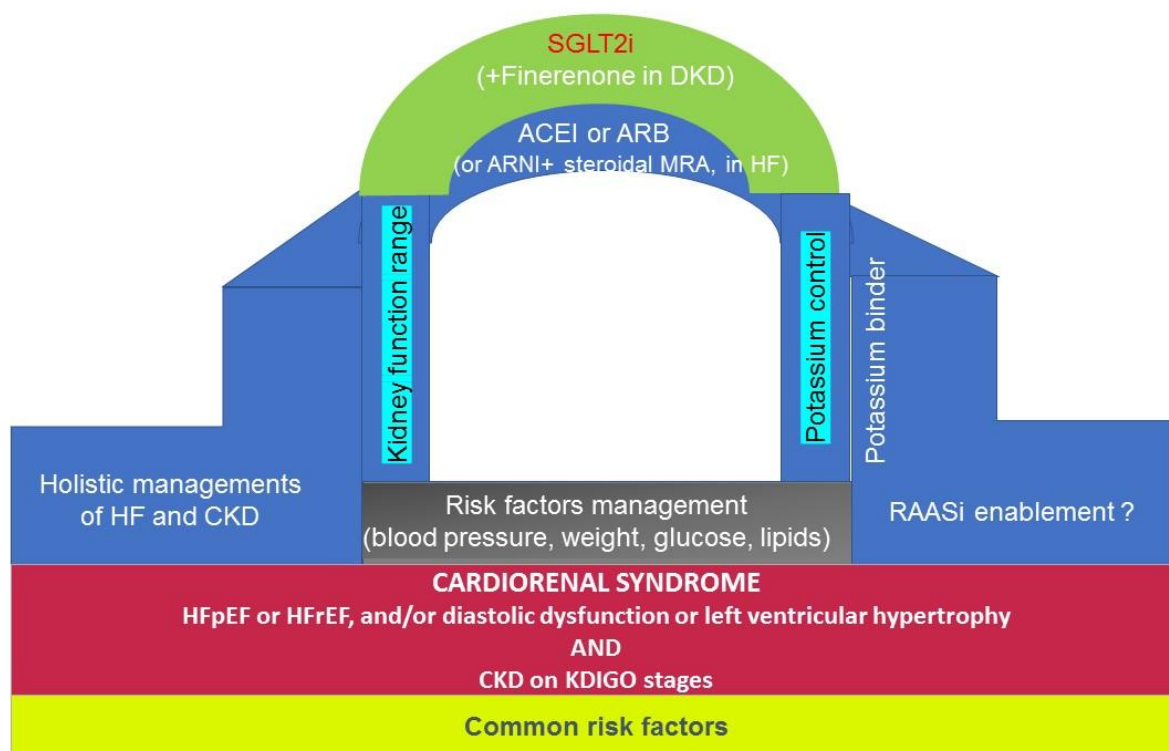 SGLT2i
(+Finerenone in DKD)
ACEI or ARB
(or ARNI+ steroidal MRA, in HF)
Kidney function range
Potassium control
Potassium binder
Holistic managements
of HF and CKD
Risk factors management
(blood pressure, weight, glucose, lipids)
RAASi enablement ?
CARDIORENAL SYNDROME
HFpEF or HFrEF, and/or diastolic dysfunction or left ventricular hypertrophy
AND
CKD on KDIGO stages
Common risk factors